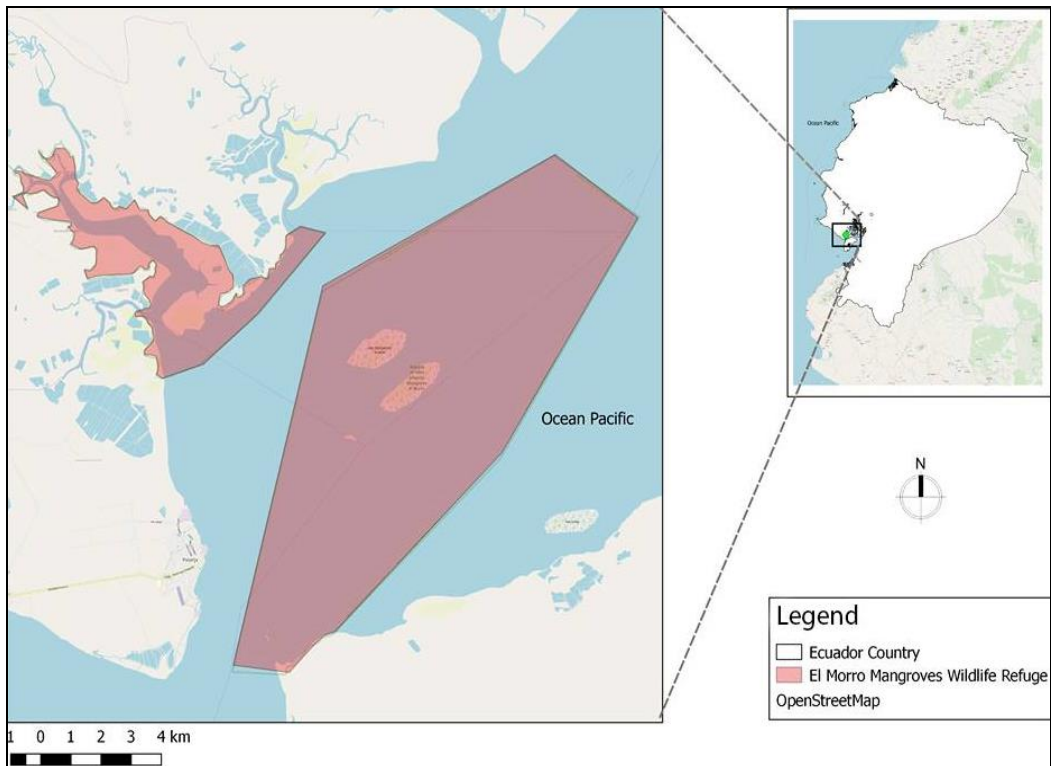 Ocean Pacific
Ocean Pacific
N
Legend
Ecuador Country
El Morro Mangroves Wildlife Refuge
OpenStreetMap
1 0 1 2 3 4 km